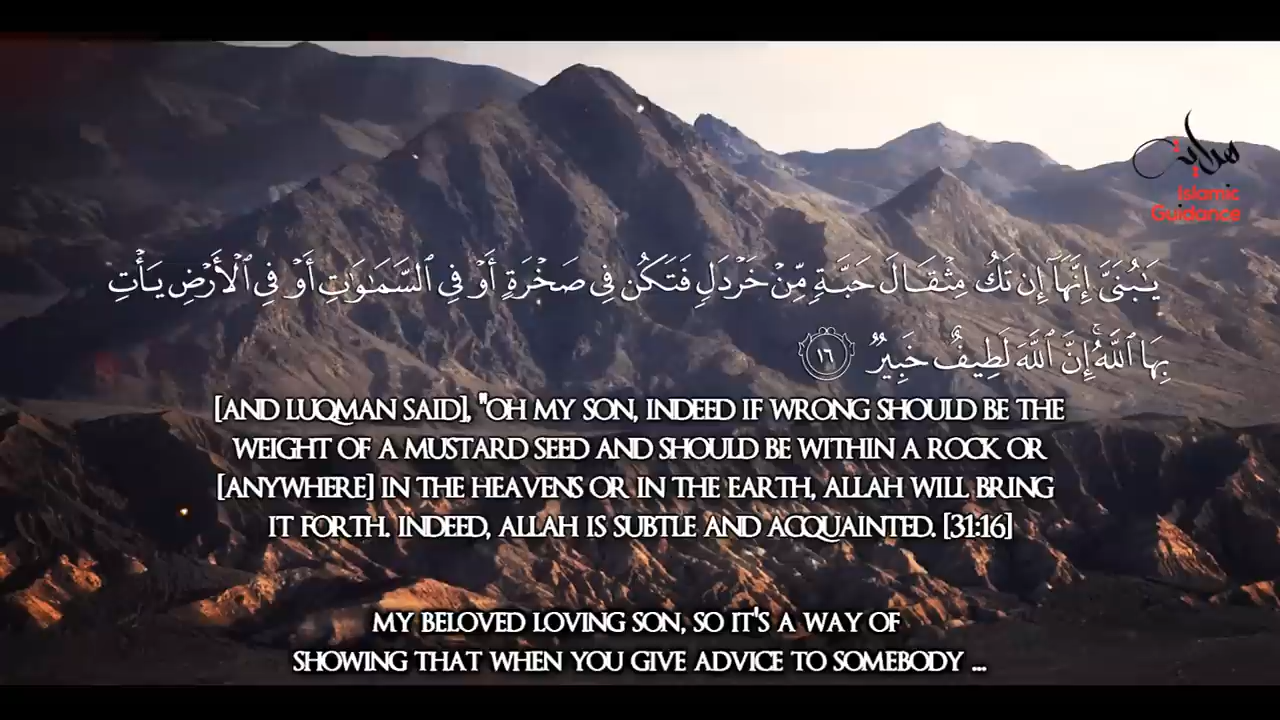 هداية
Islamic
Guidance
يَـٰبُنَىَّ إِنَّهَآ إِن تَكُ مِثْقَالَ حَبَّةٍ مِّنْ خَرْدَلٍ فَتَكُن فِى صَخْرَةٍ أَوْ فِى ٱلسَّمَـٰوَٰتِ أَوْ فِى ٱلْأَرْضِ يَأْتِ
بِهَا ٱللَّهُ ۚ إِنَّ ٱللَّهَ لَطِيفٌ خَبِيرٌ ١٦
[AND LUQMAN SAID], "OH MY SON, INDEED IF WRONG SHOULD BE THE
WEIGHT OF A MUSTARD SEED AND SHOULD BE WITHIN A ROCK OR
[ANYWHERE] IN THE HEAVENS OR IN THE EARTH, ALLAH WILL BRING
IT FORTH. INDEED, ALLAH IS SUBTLE AND ACQUAINTED. [31:16]
MY BELOVED LOVING SON, SO IT'S A WAY OF
SHOWING THAT WHEN YOU GIVE ADVICE TO SOMEBODY ...